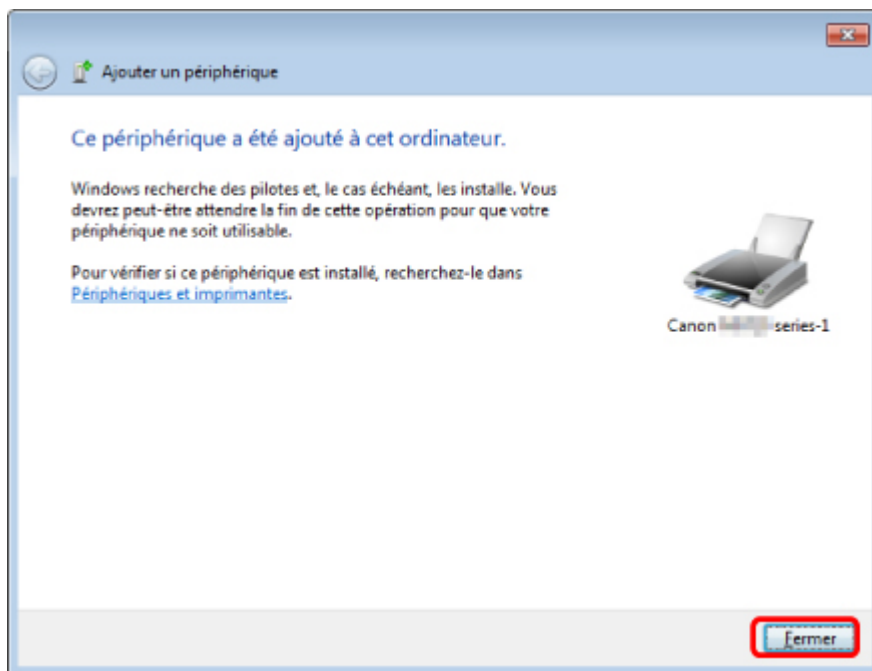 Ajouter un périphérique
Ce périphérique a été ajouté à cet ordinateur.
Windows recherche des pilotes et, le cas échéant, les installe. Vous
devrez peut-être attendre la fin de cette opération pour que votre
périphérique ne soit utilisable.
Pour vérifier si ce périphérique est installé, recherchez-le dans
Périphériques et imprimantes.
Canon series-1
Fermer